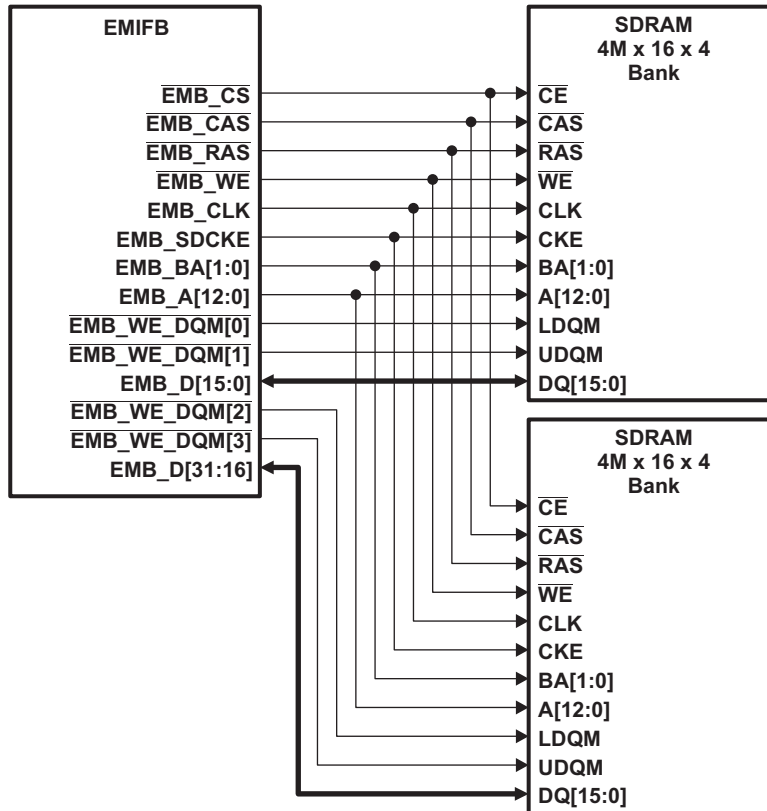 EMIFB
EMB_CS
EMB_CAS
EMB_RAS
EMB_WE
EMB_CLK
EMB_SDCKE
EMB_BA[1:0]
EMB_A[12:0]
EMB_WE_DQM[0]
EMB_WE_DQM[1]
EMB_D[15:0]
EMB_WE_DQM[2]
EMB_WE_DQM[3]
EMB_D[31:16]
SDRAM
4M x 16 x 4
Bank
CE
CAS
RAS
WE
CLK
CKE
BA[1:0]
A[12:0]
LDQM
UDQM
DQ[15:0]
SDRAM
4M x 16 x 4
Bank
CE
CAS
RAS
WE
CLK
CKE
BA[1:0]
A[12:0]
LDQM
UDQM
DQ[15:0]